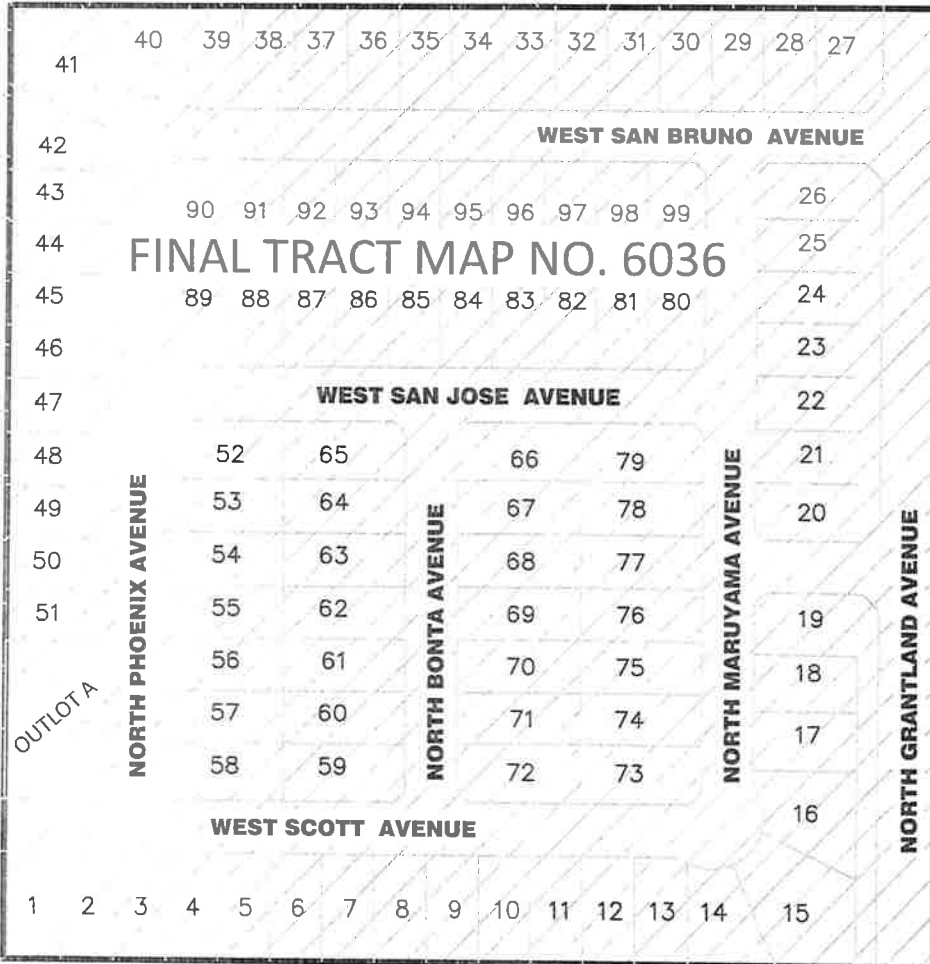 40 39 38 37 36 35 34 33 32 31 30 29 28 27
41
WEST SAN BRUNO AVENUE
42
43
26
90 91 92 93 94 95 96 97 98 99
44
FINAL TRACT MAP NO. 6036
25
45
89 88 87 86 85 84 83 82 81 80
24
46
23
WEST SAN JOSE AVENUE
47
22
48
52 65 66 79
21
49
53 64 67 78
20
50
54 63 68 77
51
55 62 69 76
19
56 61 70 75
18
57 60 71 74
17
58 59 72 73
16
OUTLOT A
NORTH PHOENIX AVENUE
NORTH BONTA AVENUE
NORTH MARUYAMA AVENUE
NORTH GRANTLAND AVENUE
WEST SCOTT AVENUE
1 2 3 4 5 6 7 8 9 10 11 12 13 14 15